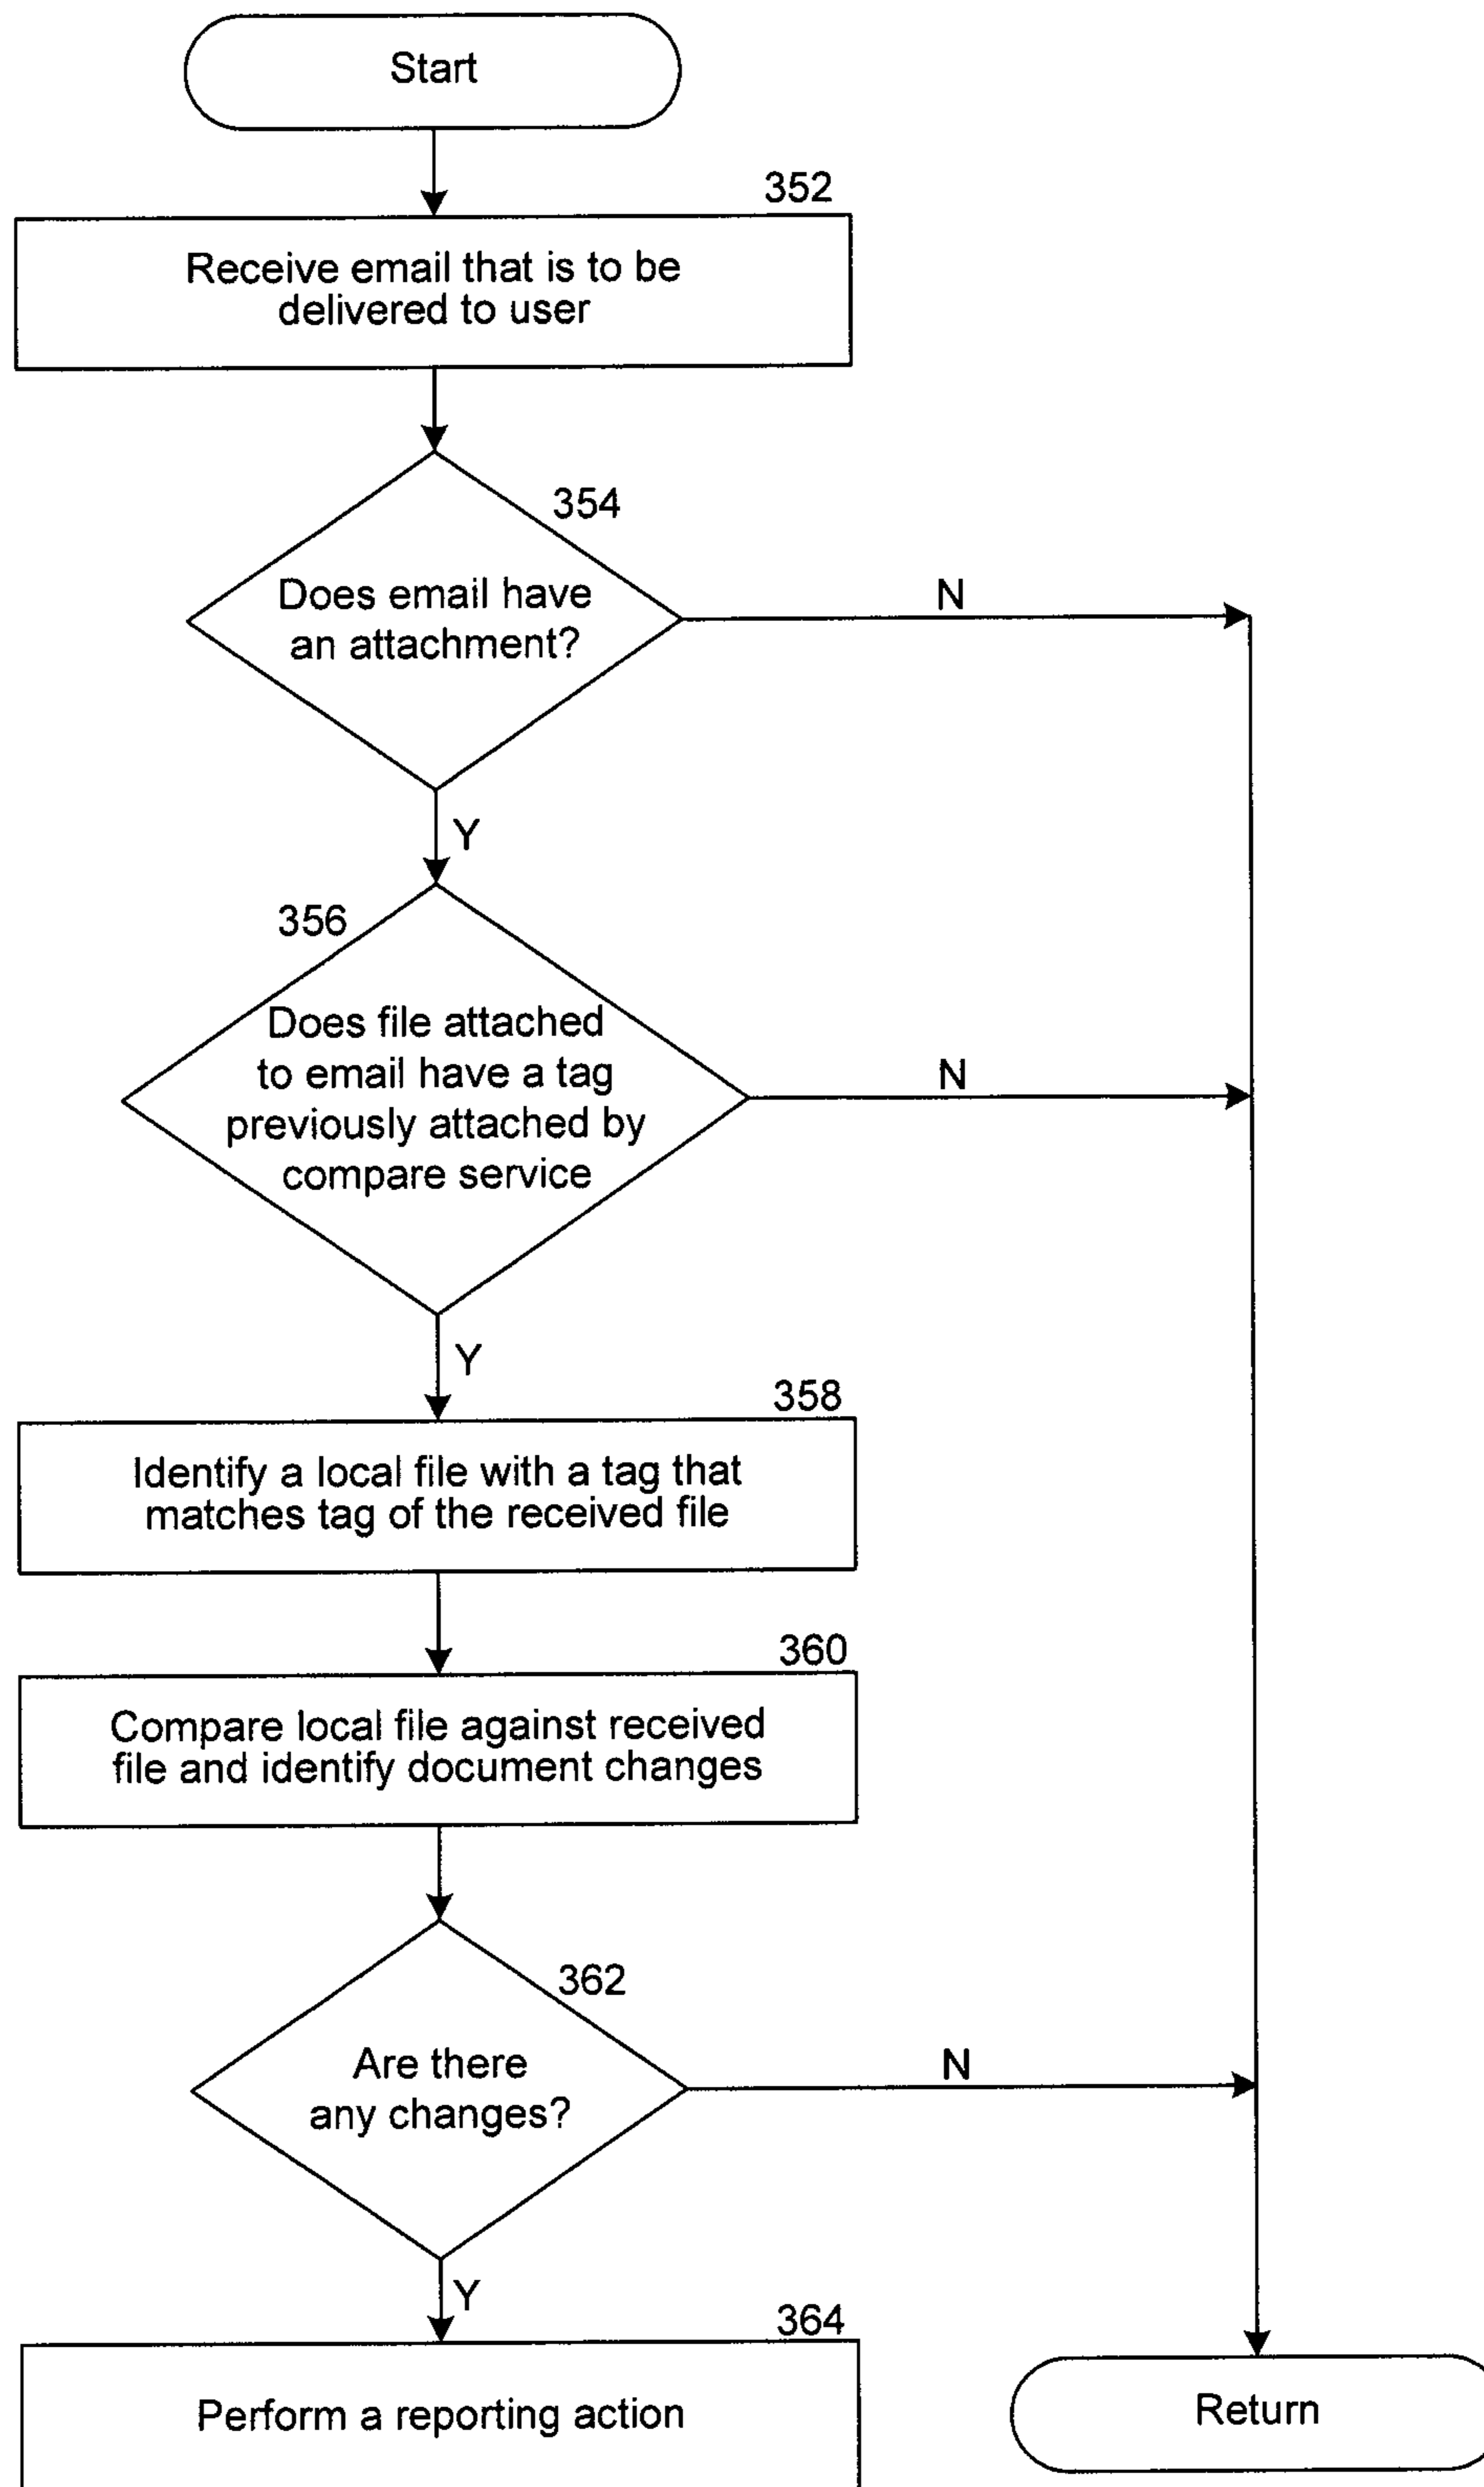 Start
352
Receive email that is to be
delivered to user
354
Does email have
an attachment?
N
Y
356
Does file attached
to email have a tag
previously attached by
compare service
N
Y
358
Identify a local file with a tag that
matches tag of the received file
360
Compare local file against received
file and identify document changes
362
Are there
any changes?
N
Y
364
Perform a reporting action
Return